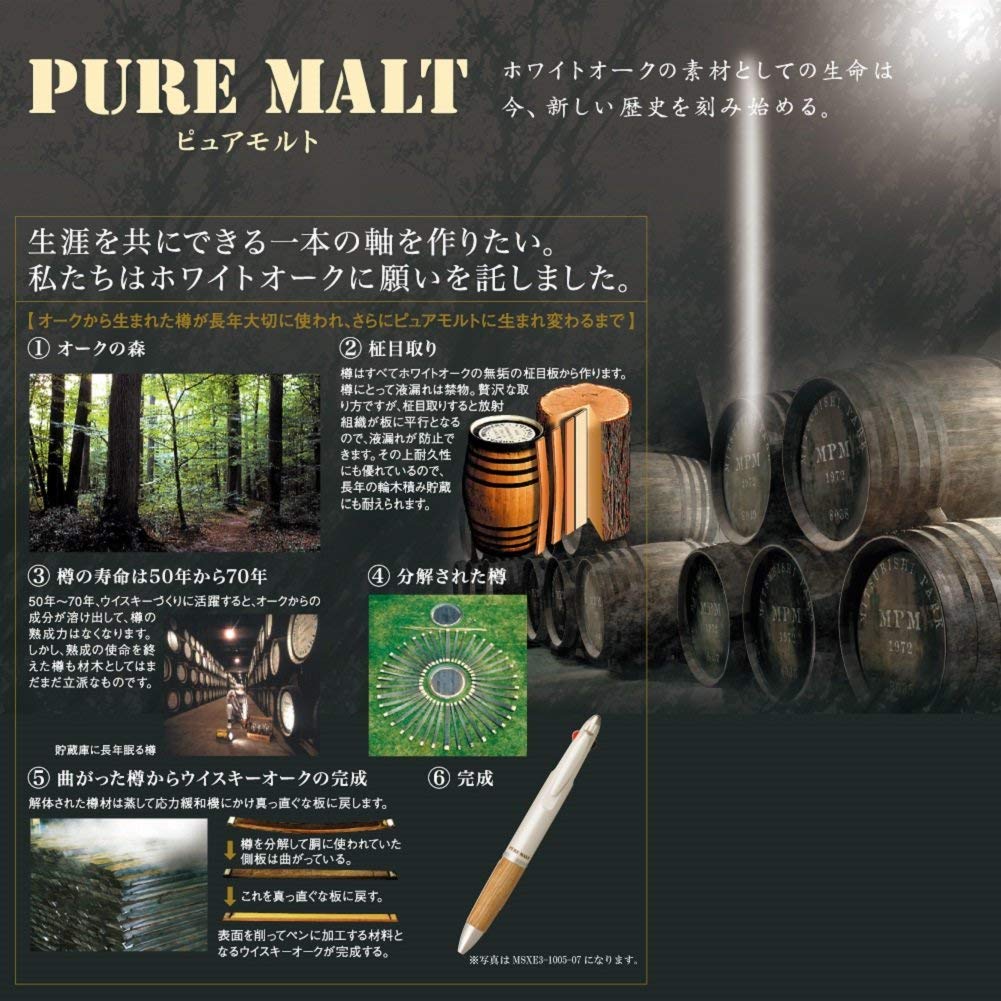 PURE MALT
ピュアモルト
ホワイトオークの素材としての生命は
今、新しい歴史を刻み始める。
生涯を共にできる一本の軸を作りたい。
私たちはホワイトオークに願いを託しました。
【オークから生まれた樽が長年大切に使われ、さらにピュアモルトに生まれ変わるまで】
① オークの森
② 柾目取り
樽はすべてホワイトオークの無垢の柾目板から作ります。
樽にとって液漏れは禁物。贅沢な取
り方ですが、柾目取りすると放射
組織が板に平行となる
ので、液漏れが防止で
きます。その上耐久性
にも優れているので、
長年の輪木積み貯蔵
にも耐えられます。
③ 樽の寿命は50年から70年
50年〜70年、ウイスキーづくりに活躍すると、オークからの
成分が溶け出して、樽の
熟成力はなくなります。
しかし、熟成の使命を終
えた樽も材木としてはま
だまだ立派なものです。
貯蔵庫に長年眠る樽
④ 分解された樽
⑤ 曲がった樽からウイスキーオークの完成
解体された樽材は蒸して応力緩和機にかけ真っ直ぐな板に戻します。
樽を分解して胴に使われていた
側板は曲がっている。
これを真っ直ぐな板に戻す。
表面を削ってペンに加工する材料と
なるウイスキーオークが完成する。
⑥ 完成
PURE MALT
※写真はMSXE3-1005-07になります。
MPM
1972
MPM
1972
8038
MPM
1972
MPM
1972